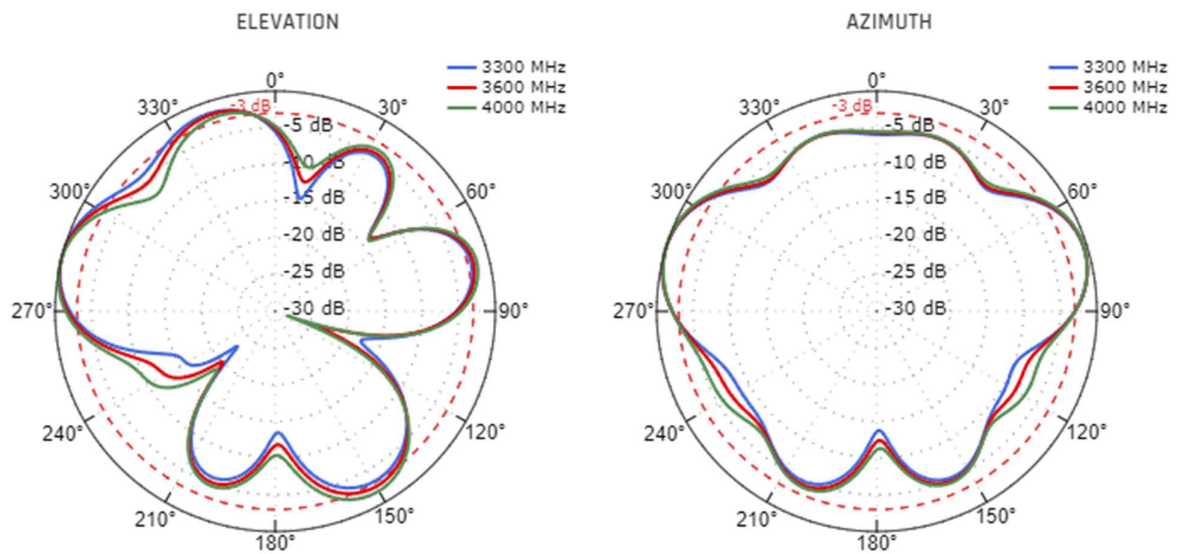 ELEVATION
3300 MHz
3600 MHz
4000 MHz
0°
-3 dB
330°
30°
-5 dB
-10 dB
300°
60°
-15 dB
-20 dB
-25 dB
270°
-30 dB
90°
240°
120°
210°
150°
180°
AZIMUTH
3300 MHz
3600 MHz
4000 MHz
0°
-3 dB
330°
30°
-5 dB
-10 dB
300°
60°
-15 dB
-20 dB
-25 dB
270°
-30 dB
90°
240°
120°
210°
150°
180°